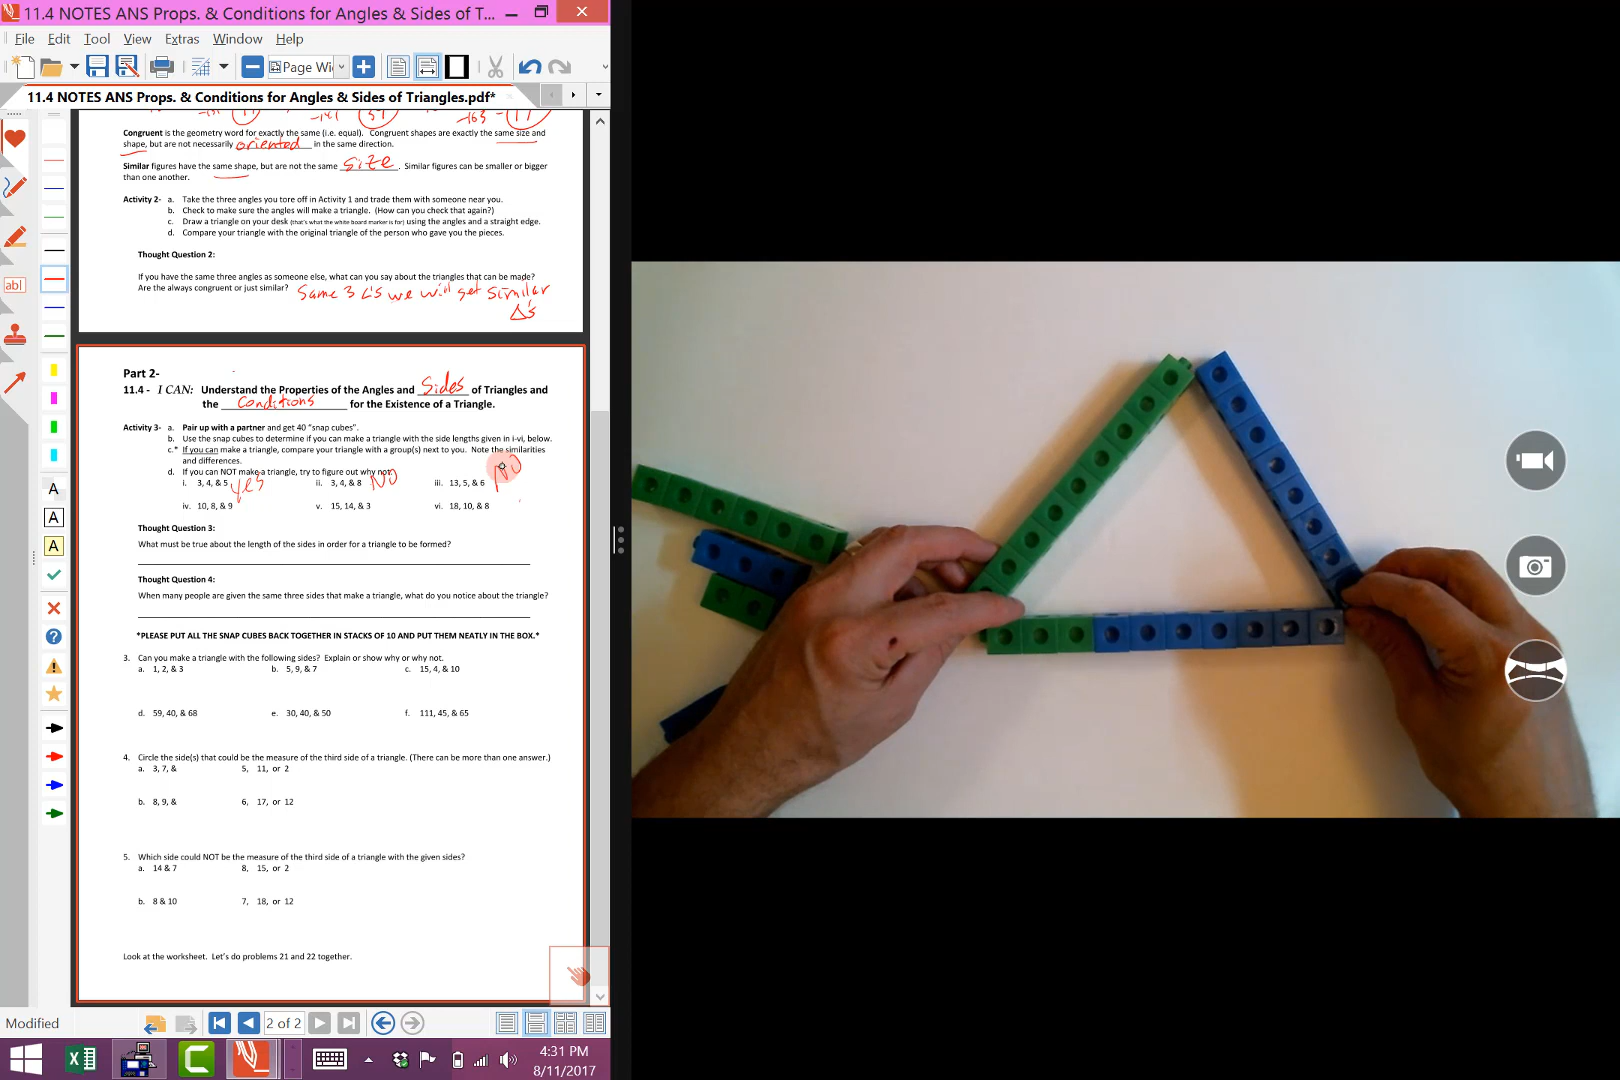 11.4 NOTES ANS Props. & Conditions for Angles & Sides of T...
File Edit Tool View Extras Window Help
Page Wi
11.4 NOTES ANS Props. & Conditions for Angles & Sides of Triangles.pdf*
Congruent is the geometry word for exactly the same (i.e. equal). Congruent shapes are exactly the same size and
shape, but are not necessarily oriented in the same direction.
Similar figures have the same shape, but are not the same size. Similar figures can be smaller or bigger
than one another.
Activity 2- a. Take the three angles you tore off in Activity 1 and trade them with someone near you.
b. Check to make sure the angles will make a triangle. (How can you check that again?)
c. Draw a triangle on your desk (that's what the white board marker is for) using the angles and a straight edge.
d. Compare your triangle with the original triangle of the person who gave you the pieces.
Thought Question 2:
If you have the same three angles as someone else, what can you say about the triangles that can be made?
Are the always congruent or just similar? Same 3 ∠'s we will get similar
Δ's
Part 2-
11.4 - I CAN: Understand the Properties of the Angles and Sides of Triangles and
the Conditions for the Existence of a Triangle.
Activity 3- a. Pair up with a partner and get 40 "snap cubes".
b. Use the snap cubes to determine if you can make a triangle with the side lengths given in i-vi, below.
c.* If you can make a triangle, compare your triangle with a group(s) next to you. Note the similarities
and differences.
d. If you can NOT make a triangle, try to figure out why not.
i. 3, 4, & 5 yes ii. 3, 4, & 8 NO iii. 13, 5, & 6 NO
iv. 10, 8, & 9 v. 15, 14, & 3 vi. 18, 10, & 8
Thought Question 3:
What must be true about the length of the sides in order for a triangle to be formed?
Thought Question 4:
When many people are given the same three sides that make a triangle, what do you notice about the triangle?
*PLEASE PUT ALL THE SNAP CUBES BACK TOGETHER IN STACKS OF 10 AND PUT THEM NEATLY IN THE BOX.*
3. Can you make a triangle with the following sides? Explain or show why or why not.
a. 1, 2, & 3 b. 5, 9, & 7 c. 15, 4, & 10
d. 59, 40, & 68 e. 30, 40, & 50 f. 111, 45, & 65
4. Circle the side(s) that could be the measure of the third side of a triangle. (There can be more than one answer.)
a. 3, 7, & 5, 11, or 2
b. 8, 9, & 6, 17, or 12
5. Which side could NOT be the measure of the third side of a triangle with the given sides?
a. 14 & 7 8, 15, or 2
b. 8 & 10 7, 18, or 12
Look at the worksheet. Let's do problems 21 and 22 together.
abl
A
A
A
Modified 2 of 2
4:31 PM
8/11/2017